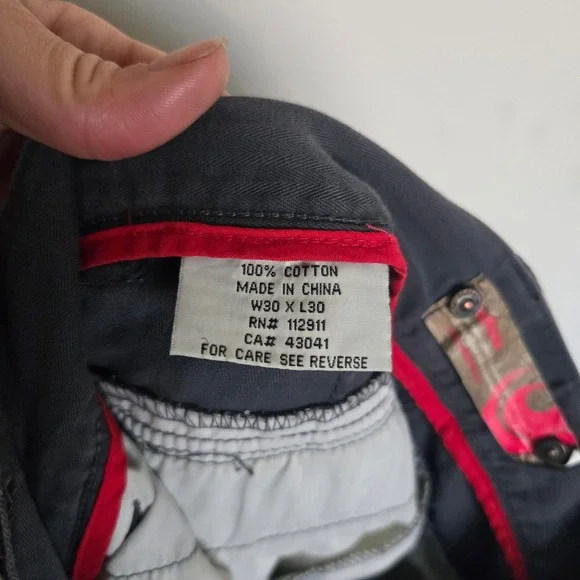 100% COTTON
MADE IN CHINA
W30 X L30
RN# 112911
CA# 43041
FOR CARE SEE REVERSE